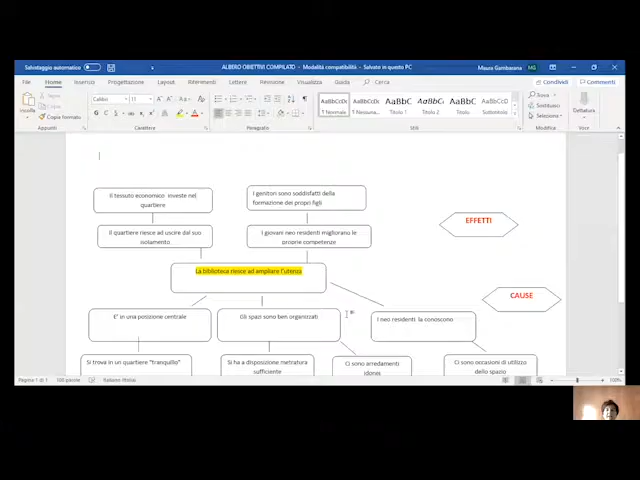 Salvataggio automatico
ALBERO OBIETTIVI COMPILATO - Modalità compatibilità - Salvato in questo PC
Maura Gambarana
MG
File Home Inserisci Progettazione Layout Riferimenti Lettere Revisione Visualizza Guida Cerca
Condividi Commenti
Incolla
Taglia
Copia
Copia formato
Calibri 11
AaBbCcDc AaBbCcDc AaBbC AaBbCc AaBbC AaBbCcD
1 Normale 1 Nessuna... Titolo 1 Titolo 2 Titolo Sottotitolo
Trova
Sostituisci
Seleziona
Dettatura
Appunti Carattere Paragrafo Stili Modifica Voce
Il tessuto economico investe nel
quartiere
I genitori sono soddisfatti della
formazione dei propri figli
EFFETTI
Il quartiere riesce ad uscire dal suo
isolamento
I giovani neo residenti migliorano le
proprie competenze
La biblioteca riesce ad ampliare l'utenza
CAUSE
E' in una posizione centrale
Gli spazi sono ben organizzati
I neo residenti la conoscono
Si trova in un quartiere "tranquillo"
Si ha a disposizione metratura
sufficiente
Ci sono arredamenti
idonei
Ci sono occasioni di utilizzo
dello spazio
Pagina 1 di 1 100 parole Italiano (Italia)
100%